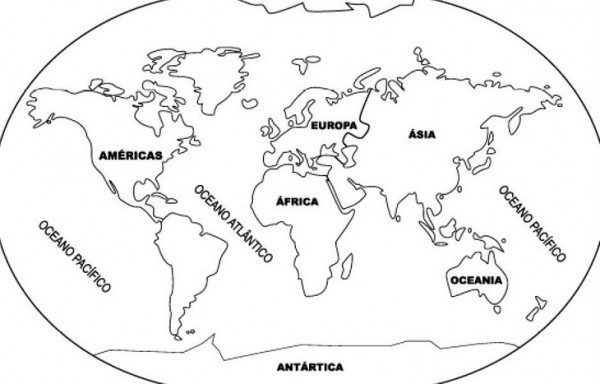 EUROPA
ÁSIA
AMÉRICAS
ÁFRICA
OCEANO ATLÂNTICO
OCEANO PACÍFICO
OCEANO PACÍFICO
OCEANIA
ANTÁRTICA